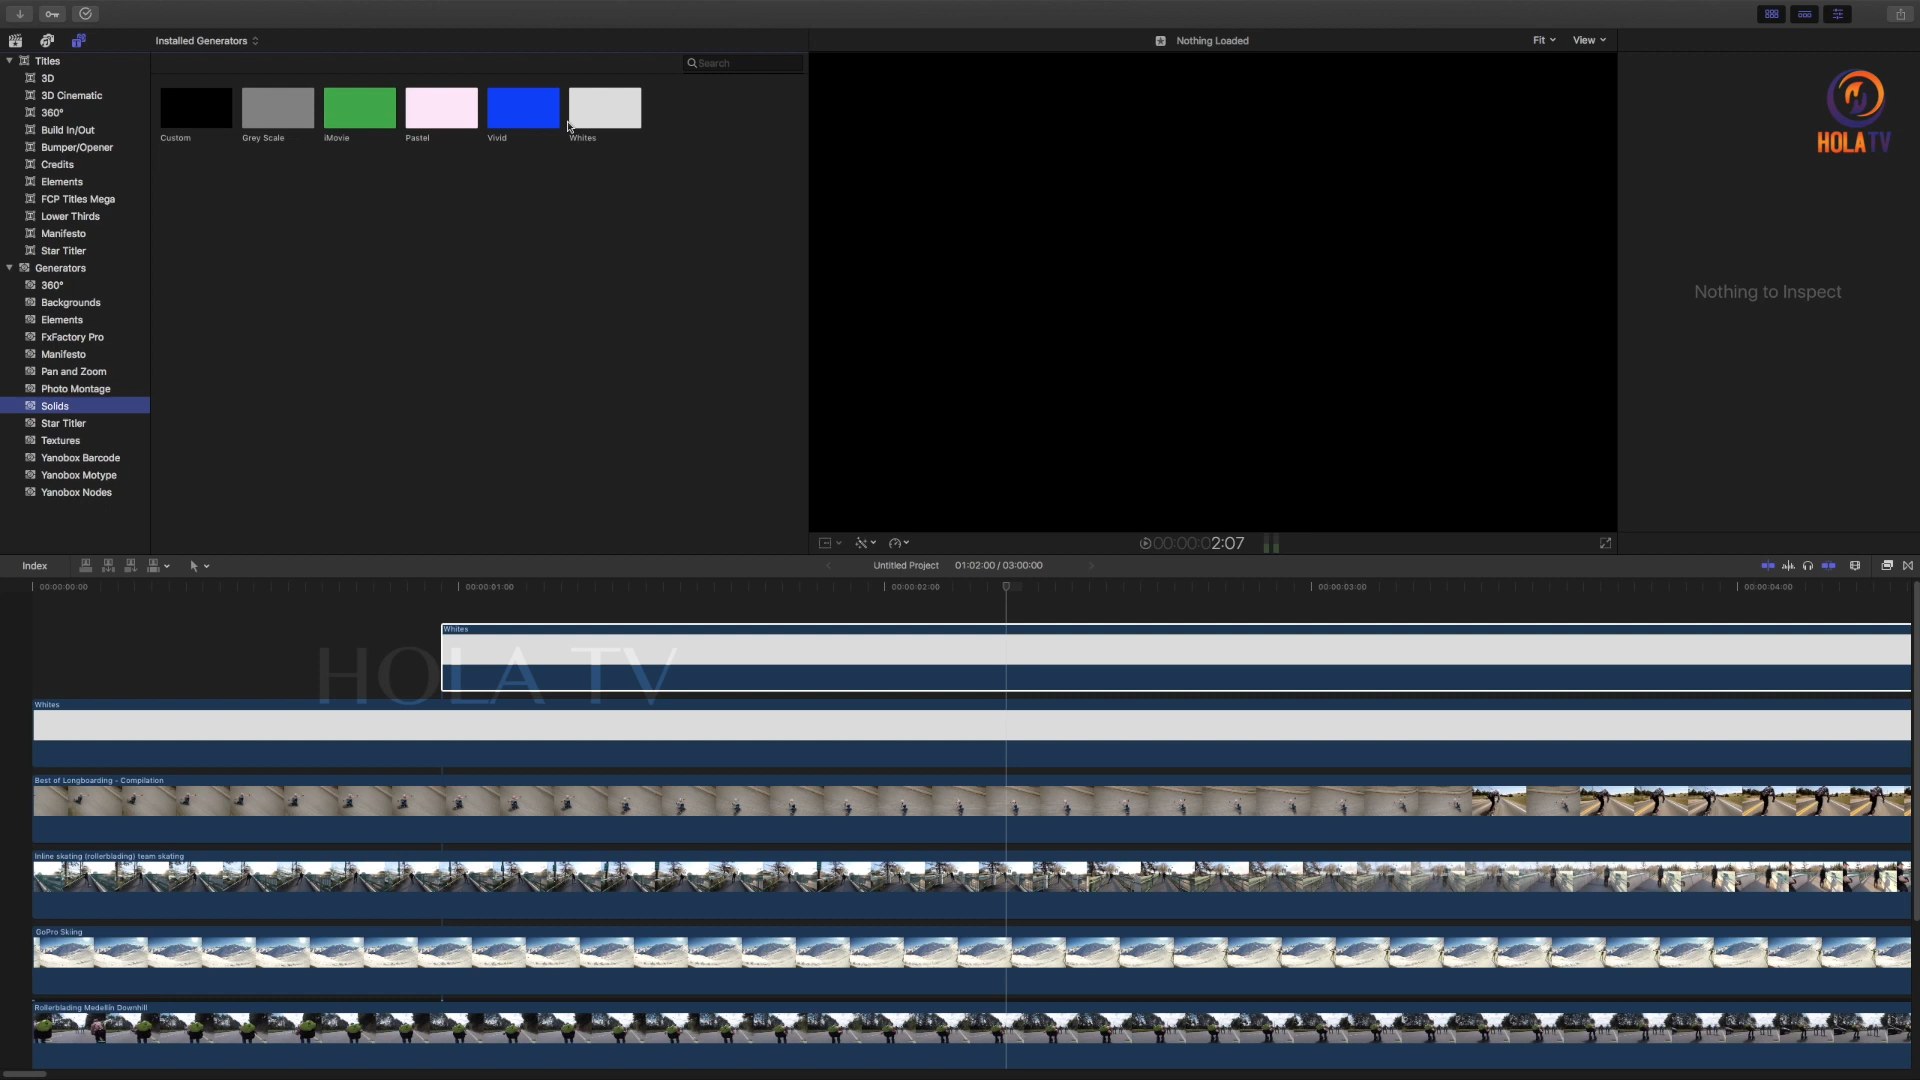 Installed Generators
Nothing Loaded
Fit
View
Titles
Search
3D
3D Cinematic
360°
Build In/Out
Bumper/Opener
Credits
Elements
FCP Titles Mega
Lower Thirds
Manifesto
Star Titler
Custom
Grey Scale
iMovie
Pastel
Vivid
Whites
HOLA TV
Generators
360°
Backgrounds
Elements
FxFactory Pro
Manifesto
Pan and Zoom
Photo Montage
Solids
Star Titler
Textures
Yanobox Barcode
Yanobox Motype
Yanobox Nodes
Nothing to Inspect
00:00:02:07
Index
Untitled Project
01:02:00 / 03:00:00
00:00:00:00
00:00:01:00
00:00:02:00
00:00:03:00
00:00:04:00
Whites
HOLA TV
Whites
Best of Longboarding - Compilation
Inline skating (rollerblading) team skating
GoPro Skiing
Rollerblading Medellin Downhill